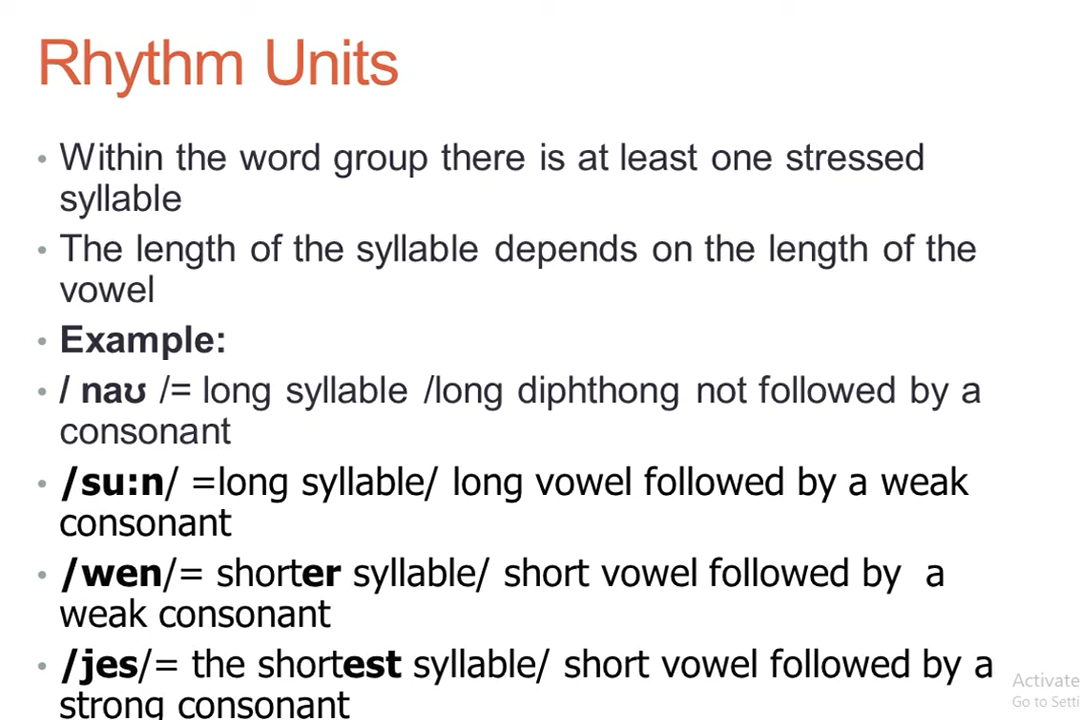 Rhythm Units
• Within the word group there is at least one stressed
syllable
• The length of the syllable depends on the length of the
vowel
• Example:
• / naʊ /= long syllable /long diphthong not followed by a
consonant
• /su:n/ =long syllable/ long vowel followed by a weak
consonant
• /wen/= shorter syllable/ short vowel followed by a
weak consonant
• /jes/= the shortest syllable/ short vowel followed by a
strong consonant
Activate
Go to Setti